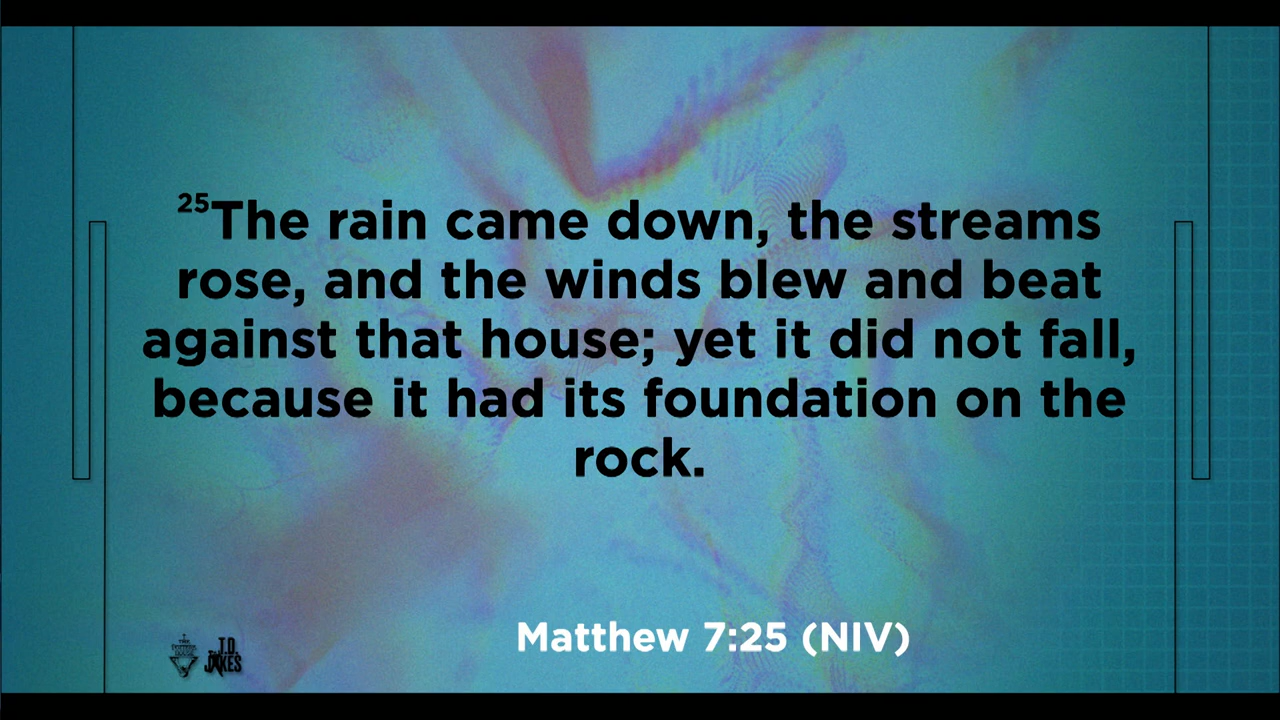 25The rain came down, the streams
rose, and the winds blew and beat
against that house; yet it did not fall,
because it had its foundation on the
rock.
Matthew 7:25 (NIV)
T.D.
JAKES